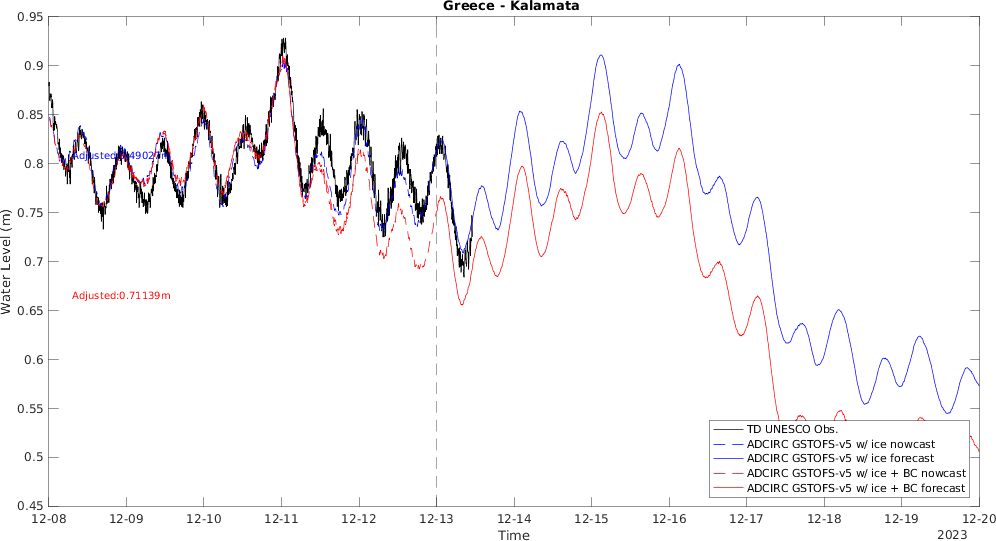 Greece - Kalamata
0.95
0.9
0.85
0.8
0.75
0.7
0.65
0.6
0.55
0.5
0.45
Water Level (m)
Adjusted:0.71139m
TD UNESCO Obs.
ADCIRC GSTOFS-v5 w/ ice nowcast
ADCIRC GSTOFS-v5 w/ ice forecast
ADCIRC GSTOFS-v5 w/ ice + BC nowcast
ADCIRC GSTOFS-v5 w/ ice + BC forecast
12-08 12-09 12-10 12-11 12-12 12-13 12-14 12-15 12-16 12-17 12-18 12-19 12-20
Time
2023